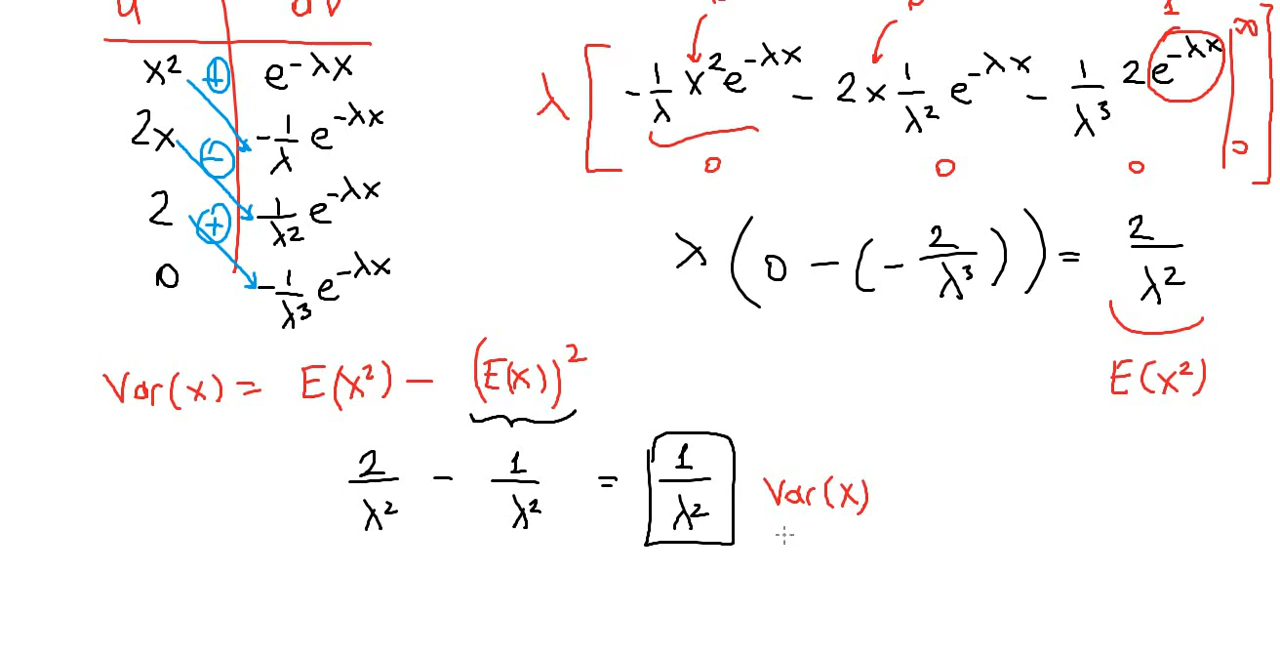 u dv
x² + e^-λx
2x − -1/λ e^-λx
2 + 1/λ² e^-λx
0 -1/λ³ e^-λx
λ [ -1/λ x² e^-λx - 2x 1/λ² e^-λx - 1/λ³ 2 e^-λx | ∞ 0 ]
1
0 0 0
λ ( 0 - ( - 2/λ³ ) ) = 2/λ²
E(x²)
Var(x) = E(x²) - (E(x))²
2/λ² - 1/λ² = 1/λ² Var(x)